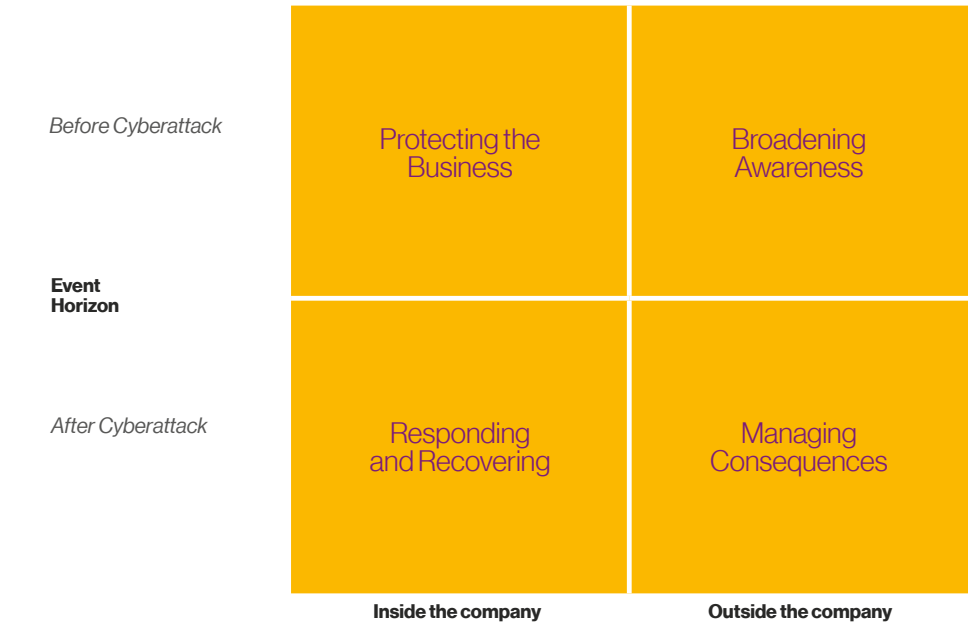 Before Cyberattack
Protecting the
Business
Broadening
Awareness
Event
Horizon
After Cyberattack
Responding
and Recovering
Managing
Consequences
Inside the company
Outside the company